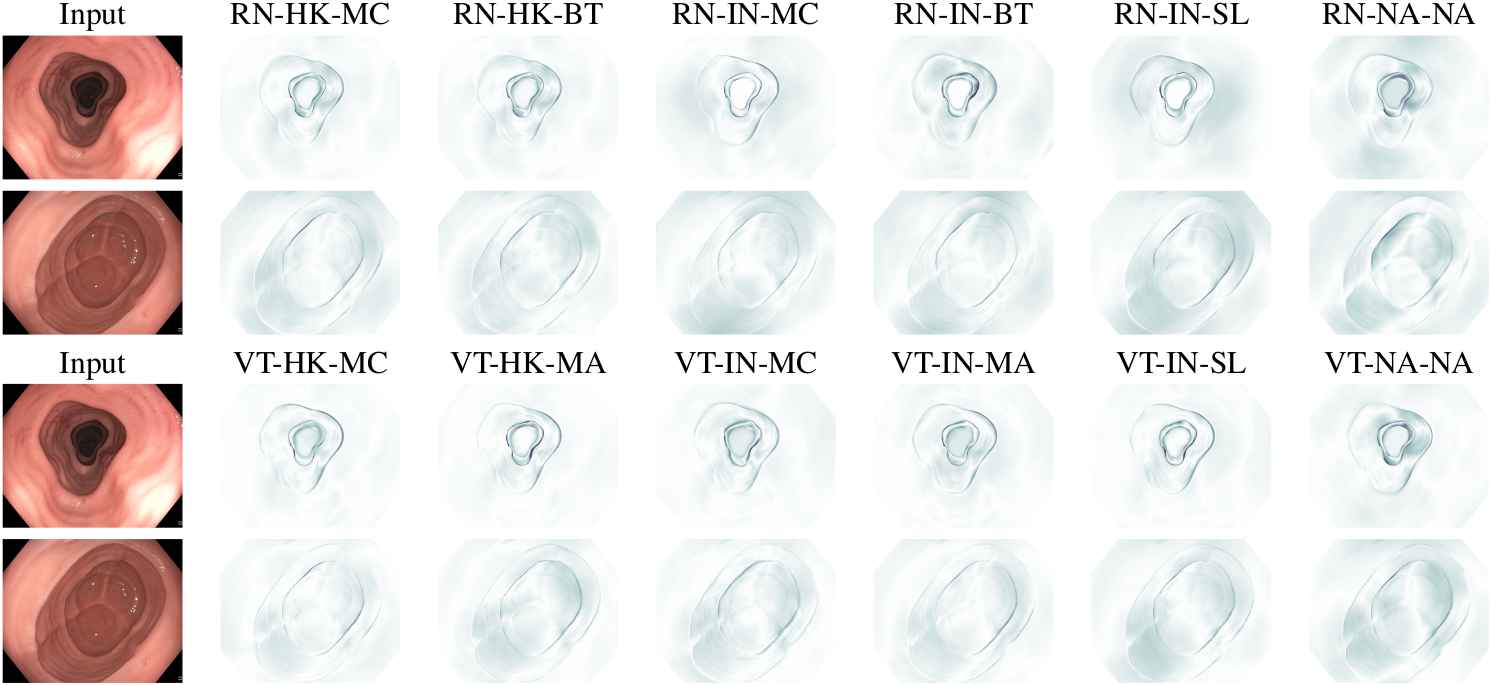 Input RN-HK-MC RN-HK-BT RN-IN-MC RN-IN-BT RN-IN-SL RN-NA-NA
Input VT-HK-MC VT-HK-MA VT-IN-MC VT-IN-MA VT-IN-SL VT-NA-NA